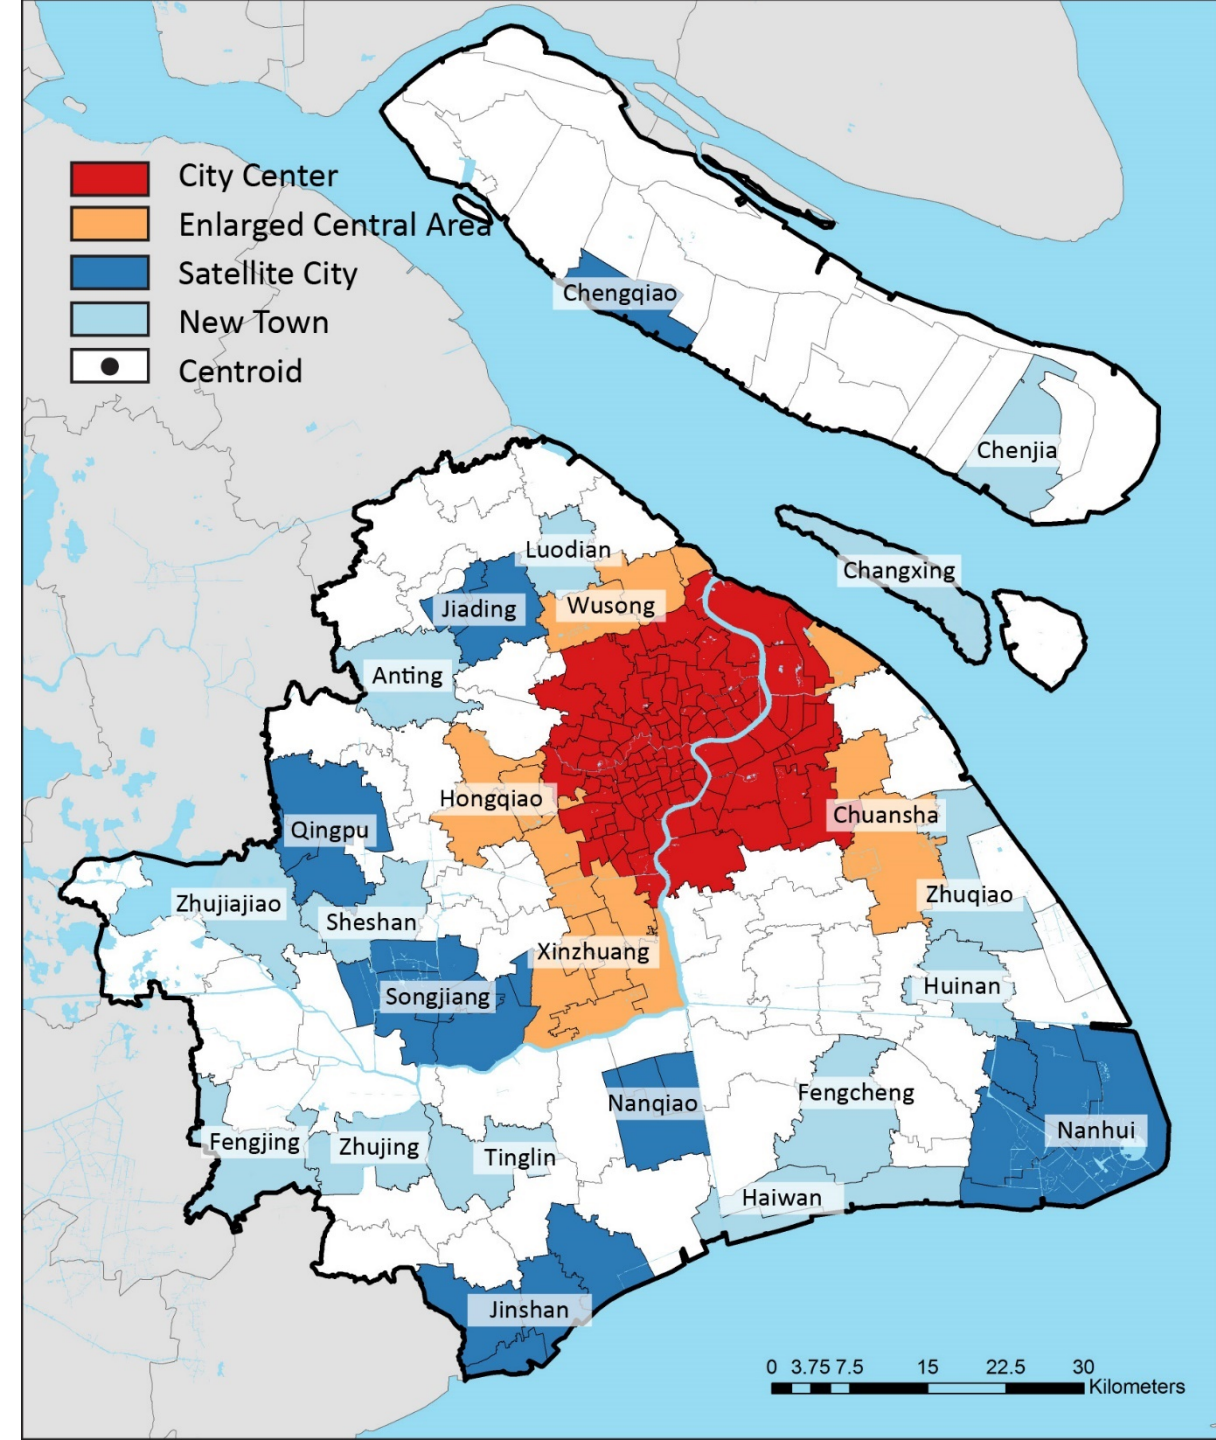 City Center
Enlarged Central Area
Satellite City
New Town
Centroid
Chengqiao
Chenjia
Luodian
Changxing
Jiading
Wusong
Anting
Hongqiao
Chuansha
Qingpu
Zhujiajiao
Zhuqiao
Sheshan
Xinzhuang
Huinan
Songjiang
Fengcheng
Nanqiao
Nanhui
Fengjing
Zhujing
Tinglin
Haiwan
Jinshan
0 3.75 7.5 15 22.5 30
Kilometers